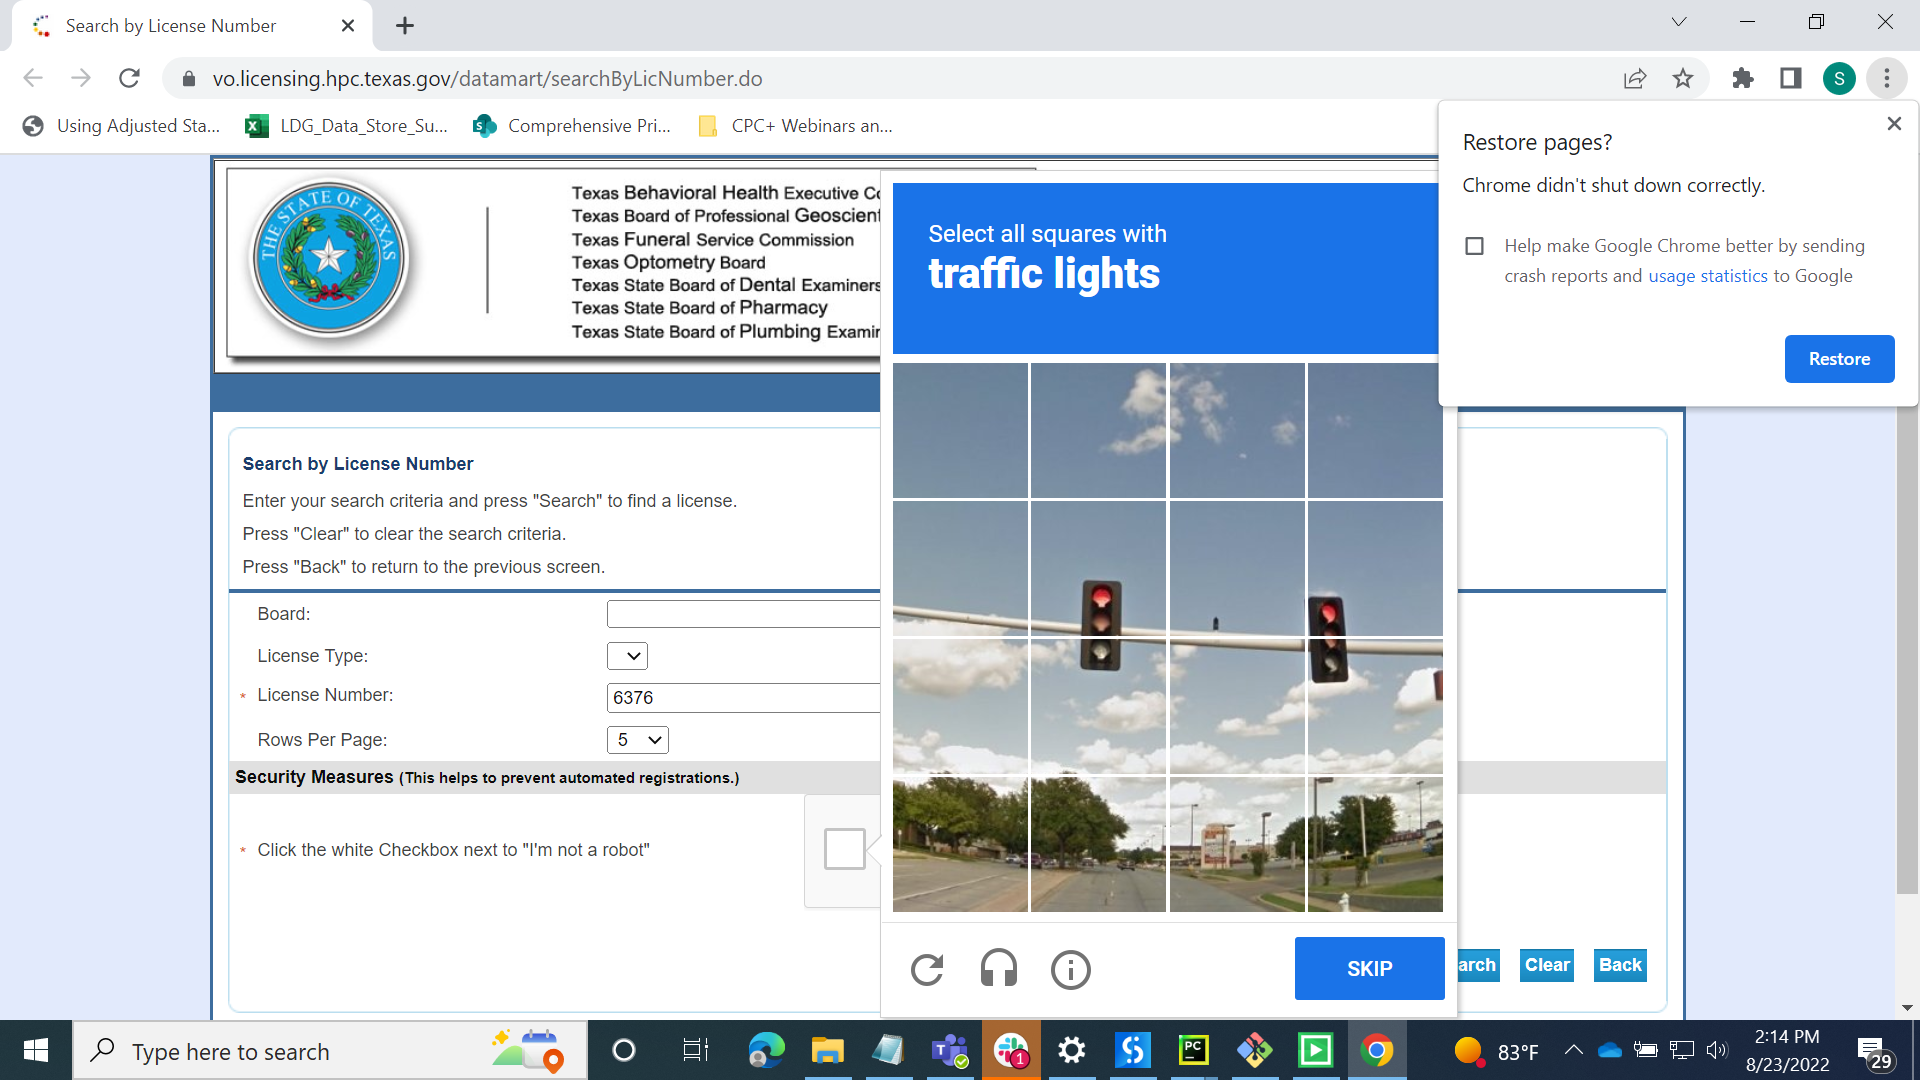 Search by License Number
vo.licensing.hpc.texas.gov/datamart/searchByLicNumber.do
S
Using Adjusted Sta...
LDG_Data_Store_Su...
Comprehensive Pri...
CPC+ Webinars an...
Restore pages?
Chrome didn't shut down correctly.
Help make Google Chrome better by sending
crash reports and usage statistics to Google
Restore
THE STATE OF TEXAS
Texas Behavioral Health Executive Co
Texas Board of Professional Geoscient
Texas Funeral Service Commission
Texas Optometry Board
Texas State Board of Dental Examiners
Texas State Board of Pharmacy
Texas State Board of Plumbing Examin
Select all squares with
traffic lights
Search by License Number
Enter your search criteria and press "Search" to find a license.
Press "Clear" to clear the search criteria.
Press "Back" to return to the previous screen.
Board:
License Type:
* License Number:
6376
Rows Per Page:
5
Security Measures (This helps to prevent automated registrations.)
* Click the white Checkbox next to "I'm not a robot"
SKIP
arch
Clear
Back
Type here to search
1
PC
83°F
2:14 PM
8/23/2022
29